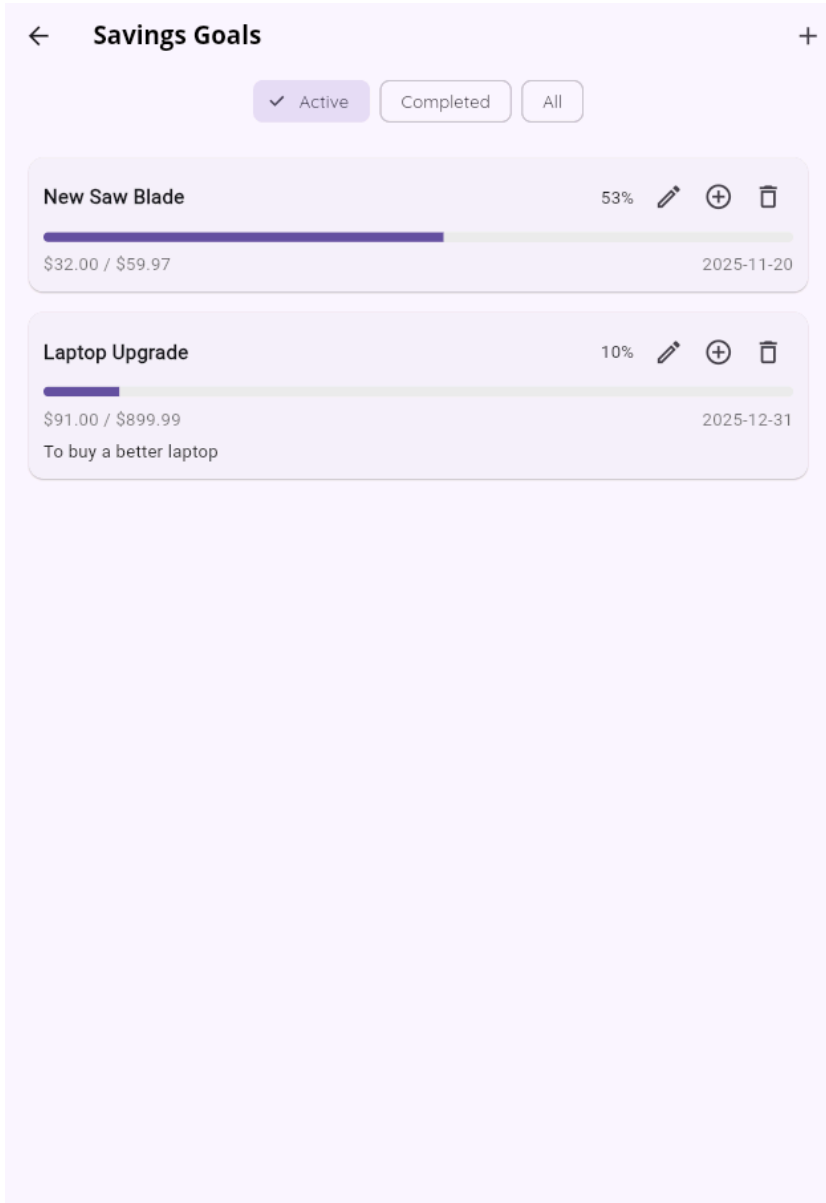 Savings Goals
Active Completed All
New Saw Blade 53%
$32.00 / $59.97 2025-11-20
Laptop Upgrade 10%
$91.00 / $899.99 2025-12-31
To buy a better laptop